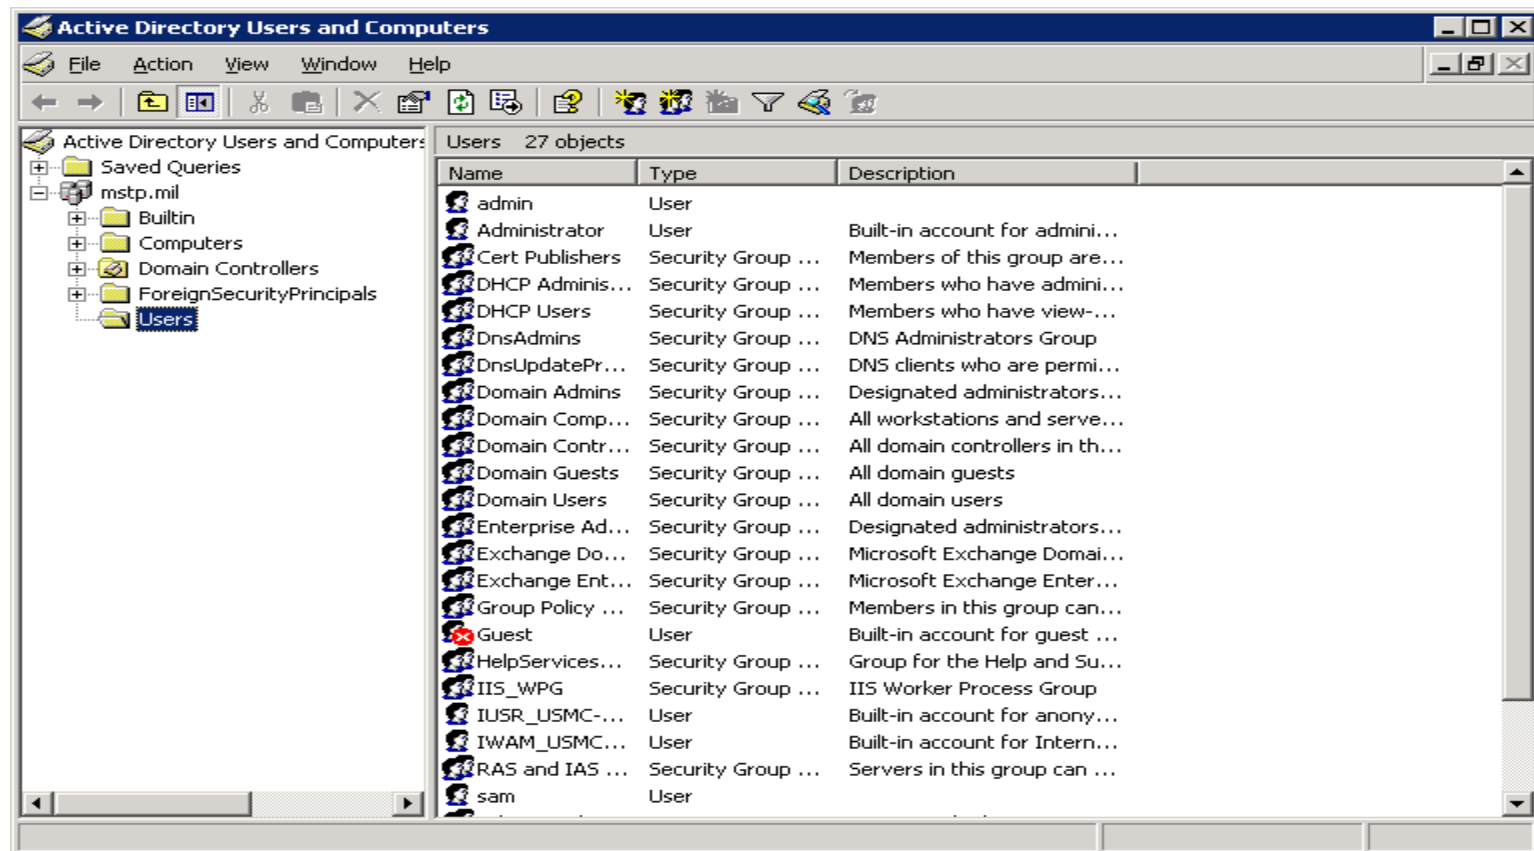 Active Directory Users and Computers
File Action View Window Help
Active Directory Users and Computers
Saved Queries
mstp.mil
Builtin
Computers
Domain Controllers
ForeignSecurityPrincipals
Users
Users 27 objects
Name Type Description
admin User
Administrator User Built-in account for admini...
Cert Publishers Security Group ... Members of this group are...
DHCP Adminis... Security Group ... Members who have admini...
DHCP Users Security Group ... Members who have view-...
DnsAdmins Security Group ... DNS Administrators Group
DnsUpdatePr... Security Group ... DNS clients who are permi...
Domain Admins Security Group ... Designated administrators...
Domain Comp... Security Group ... All workstations and serve...
Domain Contr... Security Group ... All domain controllers in th...
Domain Guests Security Group ... All domain guests
Domain Users Security Group ... All domain users
Enterprise Ad... Security Group ... Designated administrators...
Exchange Do... Security Group ... Microsoft Exchange Domai...
Exchange Ent... Security Group ... Microsoft Exchange Enter...
Group Policy ... Security Group ... Members in this group can...
Guest User Built-in account for guest ...
HelpServices... Security Group ... Group for the Help and Su...
IIS_WPG Security Group ... IIS Worker Process Group
IUSR_USMC-... User Built-in account for anony...
IWAM_USMC... User Built-in account for Intern...
RAS and IAS ... Security Group ... Servers in this group can ...
sam User